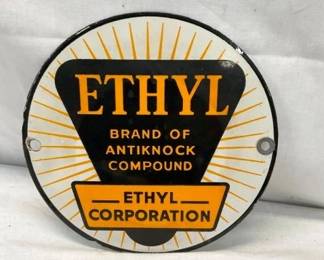 ETHYL
BRAND OF
ANTIKNOCK
COMPOUND
ETHYL
CORPORATION